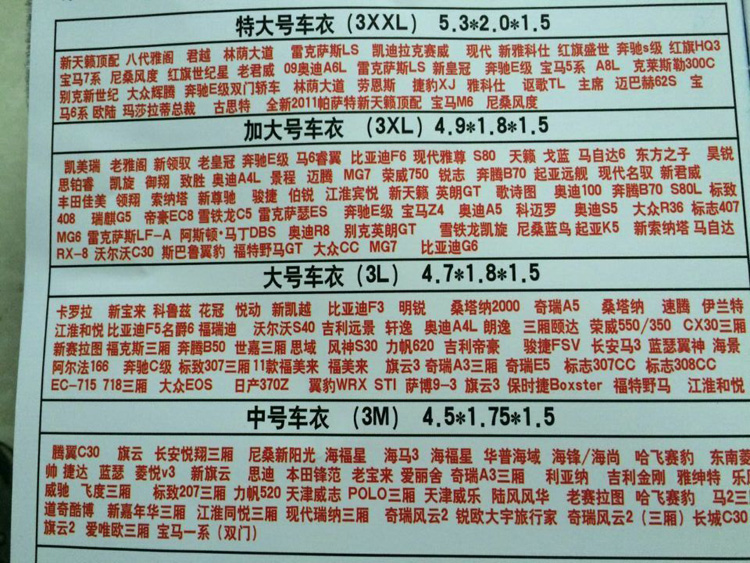 特大号车衣（3XXL） 5.3*2.0*1.5
新天籁顶配 八代雅阁 君越 林荫大道 雷克萨斯LS 凯迪拉克赛威 现代 新雅科仕 红旗盛世 奔驰s级 红旗HQ3
宝马7系 尼桑风度 红旗世纪星 老君威 09奥迪A6L 雷克萨斯LS 新皇冠 奔驰E级 宝马5系 A8L 克莱斯勒300C
别克新世纪 大众辉腾 奔驰E级双门轿车 林荫大道 劳恩斯 捷豹XJ 雅科仕 讴歌TL 主席 迈巴赫62S 宝
马6系 欧陆 玛莎拉蒂总裁 古思特 全新2011帕萨特新天籁顶配 宝马M6 尼桑风度
加大号车衣 （3XL）4.9*1.8*1.5
凯美瑞 老雅阁 新领驭 老皇冠 奔驰E级 马6睿翼 比亚迪F6 现代雅尊 S80 天籁 戈蓝 马自达6 东方之子 昊锐
思铂睿 凯旋 御翔 致胜 奥迪A4L 景程 迈腾 MG7 荣威750 锐志 奔腾B70 起亚远舰 现代名驭 新君威
丰田佳美 领翔 索纳塔 新尊驰 骏捷 伯锐 江淮宾悦 新天籁 英朗GT 歌诗图 奥迪100 奔腾B70 S80L 标致
408 瑞麒G5 帝豪EC8 雪铁龙C5 雷克萨瑟ES 奔驰E级 宝马Z4 奥迪A5 科迈罗 奥迪S5 大众R36 标志407
MG6 雷克萨斯LF-A 阿斯顿·马丁DBS 奥迪R8 别克英朗GT 雪铁龙凯旋 尼桑蓝鸟 起亚K5 新索纳塔 马自达
RX-8 沃尔沃C30 斯巴鲁翼豹 福特野马GT 大众CC MG7 比亚迪G6
大号车衣（3L） 4.7*1.8*1.5
卡罗拉 新宝来 科鲁兹 花冠 悦动 新凯越 比亚迪F3 明锐 桑塔纳2000 奇瑞A5 桑塔纳 速腾 伊兰特
江淮和悦 比亚迪F5名爵6 福瑞迪 沃尔沃S40 吉利远景 轩逸 奥迪A4L 朗逸 三厢颐达 荣威550/350 CX30三厢
新赛拉图 福克斯三厢 奔腾B50 世嘉三厢 思域 风神S30 力帆620 吉利帝豪 骏捷FSV 长安马3 蓝瑟翼神 海景
阿尔法166 奔驰C级 标致307三厢 11款福美来 福美来 旗云3 奇瑞A3三厢 奇瑞E5 标志307CC 标志308CC
EC-715 718三厢 大众EOS 日产370Z 翼豹WRX STI 萨博9-3 旗云3 保时捷Boxster 福特野马 江淮和悦
中号车衣 （3M） 4.5*1.75*1.5
腾翼C30 旗云 长安悦翔三厢 尼桑新阳光 海福星 海马3 海福星 华普海域 海锋/海尚 哈飞赛豹 东南菱
帅 捷达 蓝瑟 菱悦v3 新旗云 思迪 本田锋范 老宝来 爱丽舍 奇瑞A3三厢 利亚纳 吉利金刚 雅绅特 乐风
威驰 飞度三厢 标致207三厢 力帆520 天津威志 POLO三厢 天津威乐 陆风风华 老赛拉图 哈飞赛豹 马2三
道奇酷博 新嘉年华三厢 江淮同悦三厢 现代瑞纳三厢 奇瑞风云2 锐欧大宇旅行家 奇瑞风云2（三厢）长城C30
旗云2 爱唯欧三厢 宝马一系（双门）